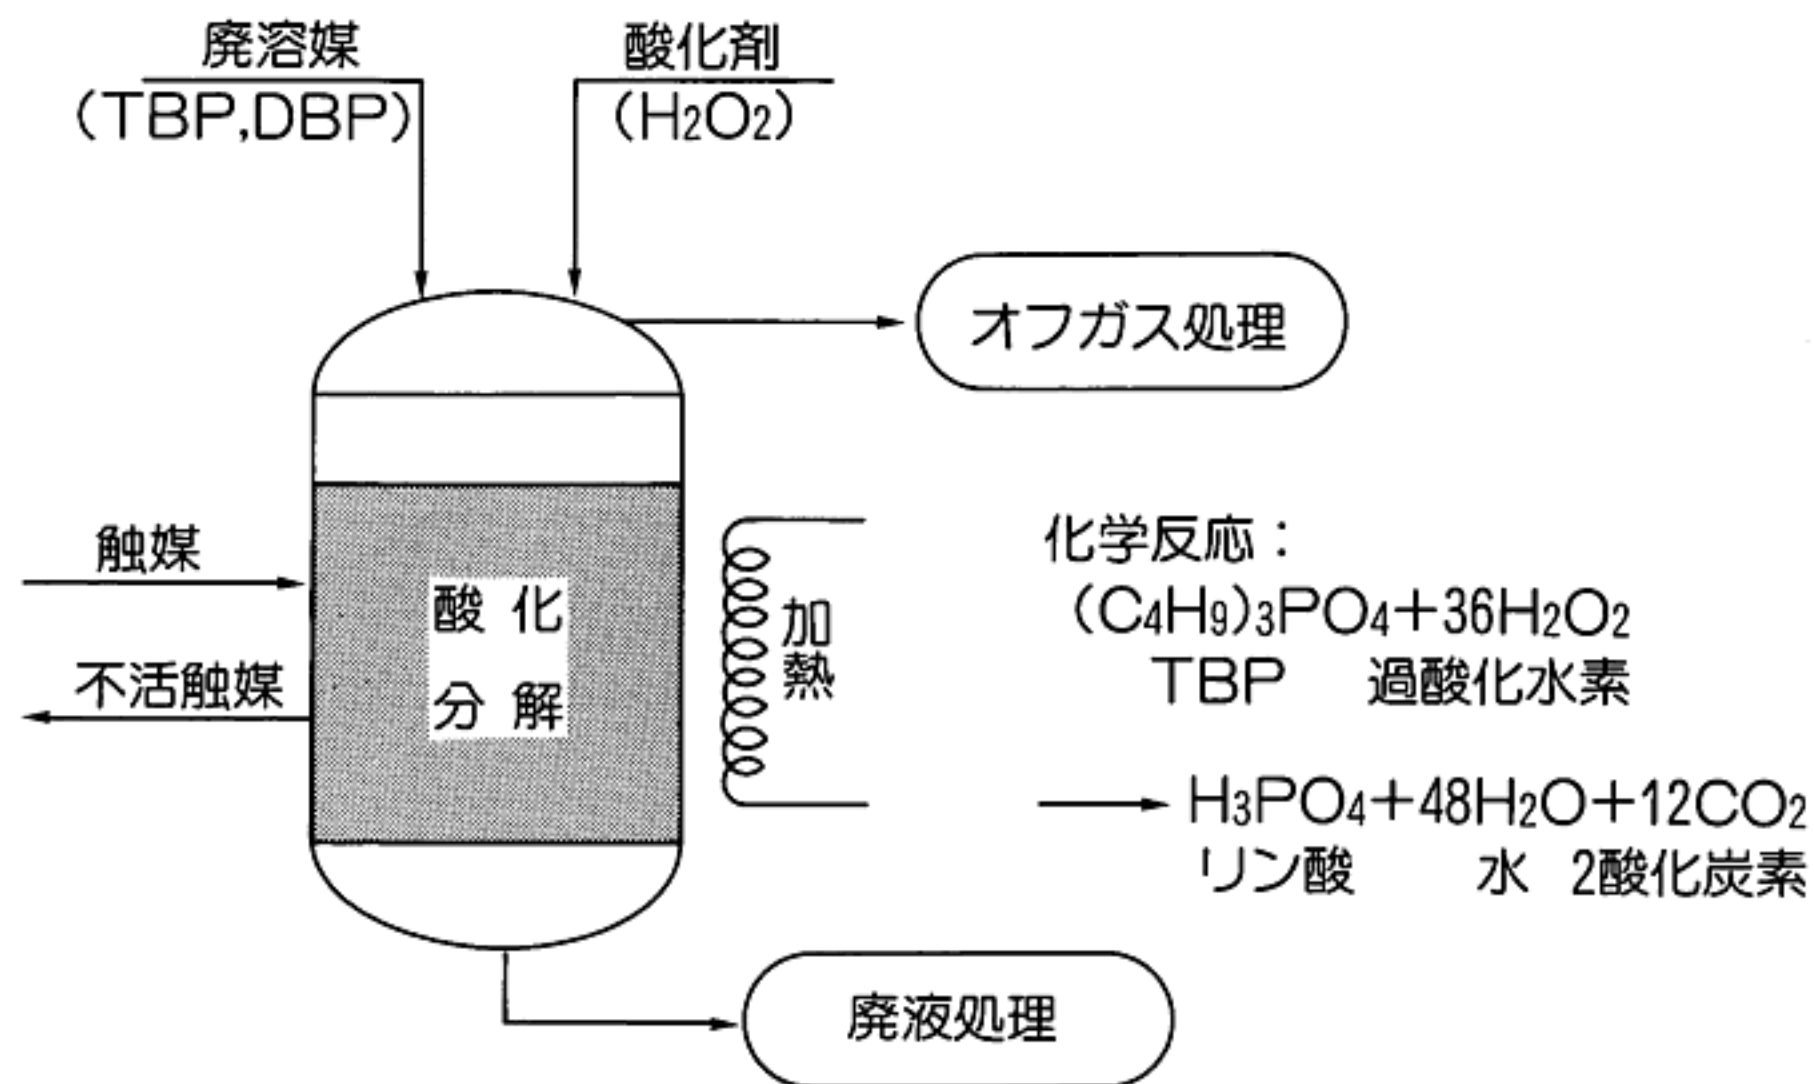 廃溶媒
(TBP,DBP)
酸化剤
(H2O2)
オフガス処理
触媒
不活触媒
酸化
分解
加熱
化学反応:
(C4H9)3PO4+36H2O2
TBP 過酸化水素
→H3PO4+48H2O+12CO2
リン酸 水 2酸化炭素
廃液処理